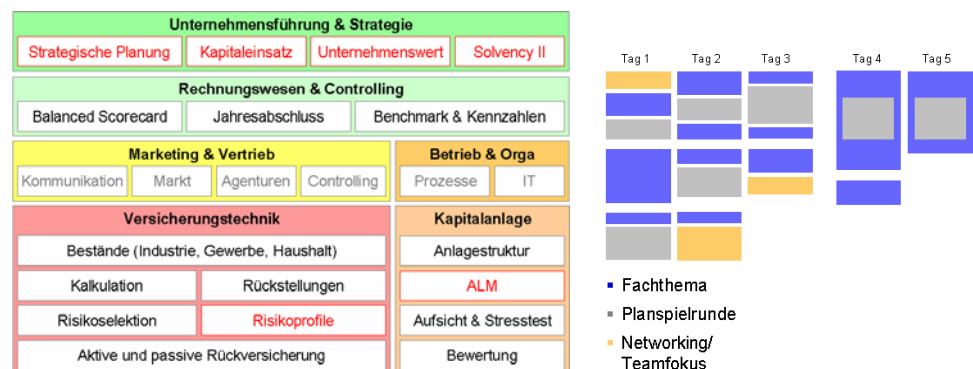 Unternehmensführung & Strategie
Strategische Planung Kapitaleinsatz Unternehmenswert Solvency II
Rechnungswesen & Controlling
Balanced Scorecard Jahresabschluss Benchmark & Kennzahlen
Marketing & Vertrieb
Kommunikation Markt Agenturen Controlling
Betrieb & Orga
Prozesse IT
Versicherungstechnik
Bestände (Industrie, Gewerbe, Haushalt)
Kalkulation Rückstellungen
Risikoselektion Risikoprofile
Aktive und passive Rückversicherung
Kapitalanlage
Anlagestruktur
ALM
Aufsicht & Stresstest
Bewertung
Tag 1 Tag 2 Tag 3 Tag 4 Tag 5
Fachthema
Planspielrunde
Networking/
Teamfokus